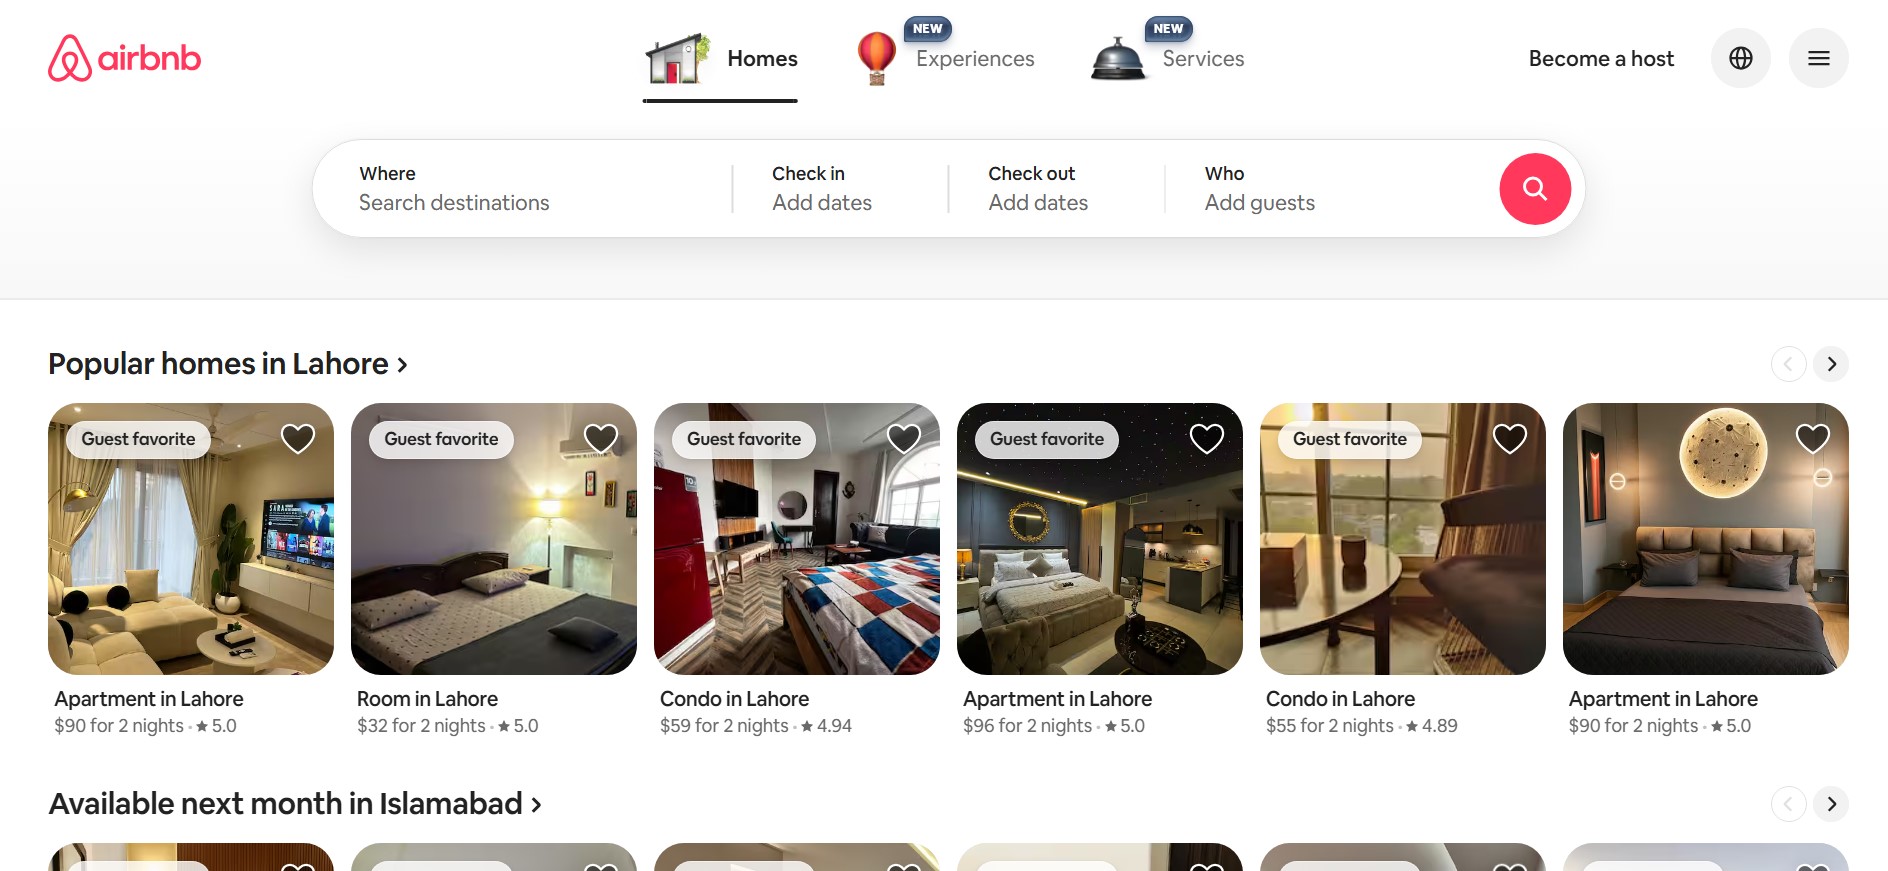 airbnb
Homes
NEW
Experiences
NEW
Services
Become a host
Where
Search destinations
Check in
Add dates
Check out
Add dates
Who
Add guests
Popular homes in Lahore
Guest favorite
Guest favorite
Guest favorite
Guest favorite
Guest favorite
Apartment in Lahore
$90 for 2 nights · ★ 5.0
Room in Lahore
$32 for 2 nights · ★ 5.0
Condo in Lahore
$59 for 2 nights · ★ 4.94
Apartment in Lahore
$96 for 2 nights · ★ 5.0
Condo in Lahore
$55 for 2 nights · ★ 4.89
Apartment in Lahore
$90 for 2 nights · ★ 5.0
Available next month in Islamabad